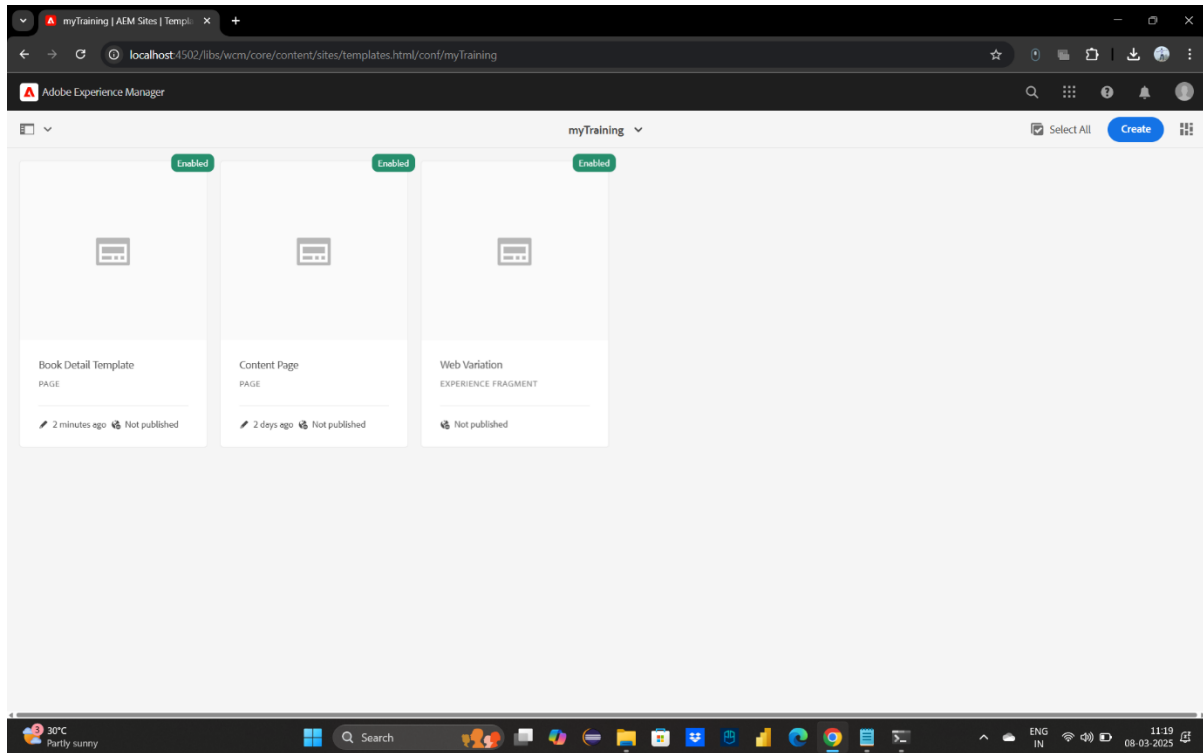 myTraining | AEM Sites | Templa
localhost:4502/libs/wcm/core/content/sites/templates.html/conf/myTraining
Adobe Experience Manager
myTraining
Select All
Create
Enabled
Enabled
Enabled
Book Detail Template
PAGE
2 minutes ago Not published
Content Page
PAGE
2 days ago Not published
Web Variation
EXPERIENCE FRAGMENT
Not published
3
30°C
Partly sunny
Search
ENG
IN
11:19
08-03-2025